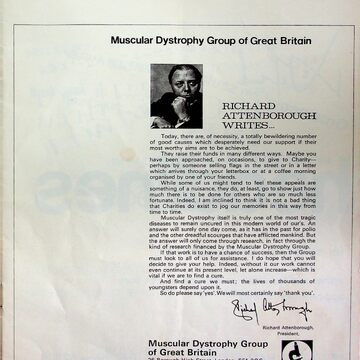 Muscular Dystrophy Group of Great Britain
RICHARD
ATTENBOROUGH
WRITES...
Today, there are, of necessity, a totally bewildering number
of good causes which desperately need our support if their
most worthy aims are to be achieved.
They raise their funds in many different ways. Maybe you
have been approached, on occasions, to give to Charity—
perhaps by someone selling flags in the street or in a letter
which arrives through your letterbox or at a coffee morning
organised by one of your friends.
While some of us might tend to feel these appeals are
something of a nuisance, they do, at least, go to show just how
much there is to be done for others who are so much less
fortunate. Indeed, I am inclined to think it is not a bad thing
that Charities do exist to jog our memories in this way from
time to time.
Muscular Dystrophy itself is truly one of the most tragic
diseases to remain uncured in this modern world of our's. An
answer will surely one day come, as it has in the past for polio
and the other dreadful scourges that have afflicted mankind. But
the answer will only come through research, in fact through the
kind of research financed by the Muscular Dystrophy Group.
If that work is to have a chance of success, then the Group
must look to all of us for assistance. I do hope that you will
decide to give your help. Indeed, without it our work cannot
even continue at its present level, let alone increase—which is
vital if we are to find a cure.
And find a cure we must; the lives of thousands of
youngsters depend upon it.
So do please say 'yes'. We will most certainly say 'thank you'.
Richard Attenborough
Richard Attenborough,
President,
Muscular Dystrophy Group
of Great Britain